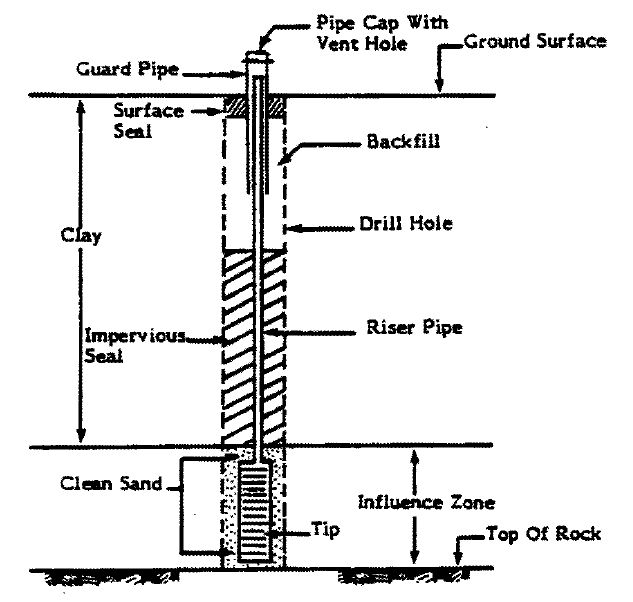 Pipe Cap With
Vent Hole
Ground Surface
Guard Pipe
Surface
Seal
Backfill
Drill Hole
Clay
Impervious
Seal
Riser Pipe
Clean Sand
Influence Zone
Tip
Top Of Rock